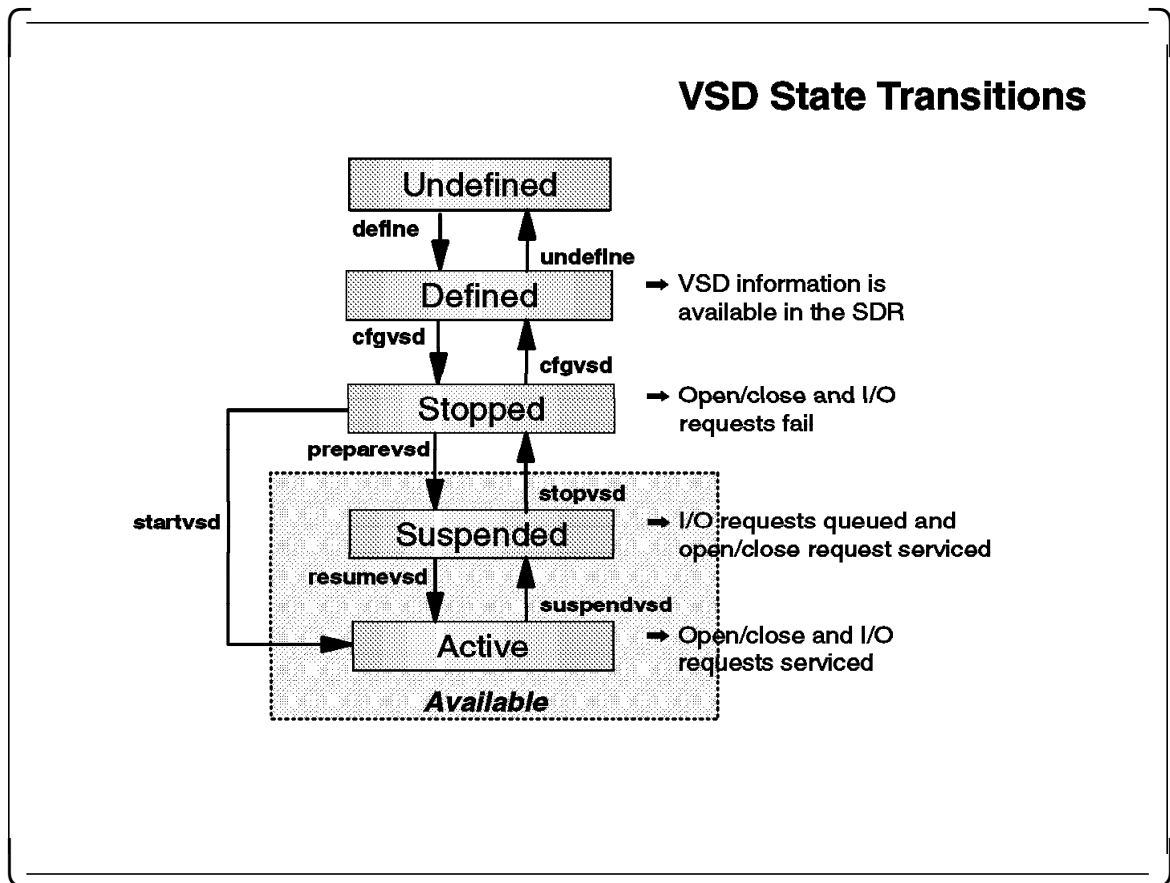 VSD State Transitions
Undefined
define
undefine
Defined
➞ VSD information is
available in the SDR
cfgvsd
cfgvsd
Stopped
➞ Open/close and I/O
requests fail
preparevsd
stopvsd
startvsd
Suspended
➞ I/O requests queued and
open/close request serviced
resumevsd
suspendvsd
Active
➞ Open/close and I/O
requests serviced
Available